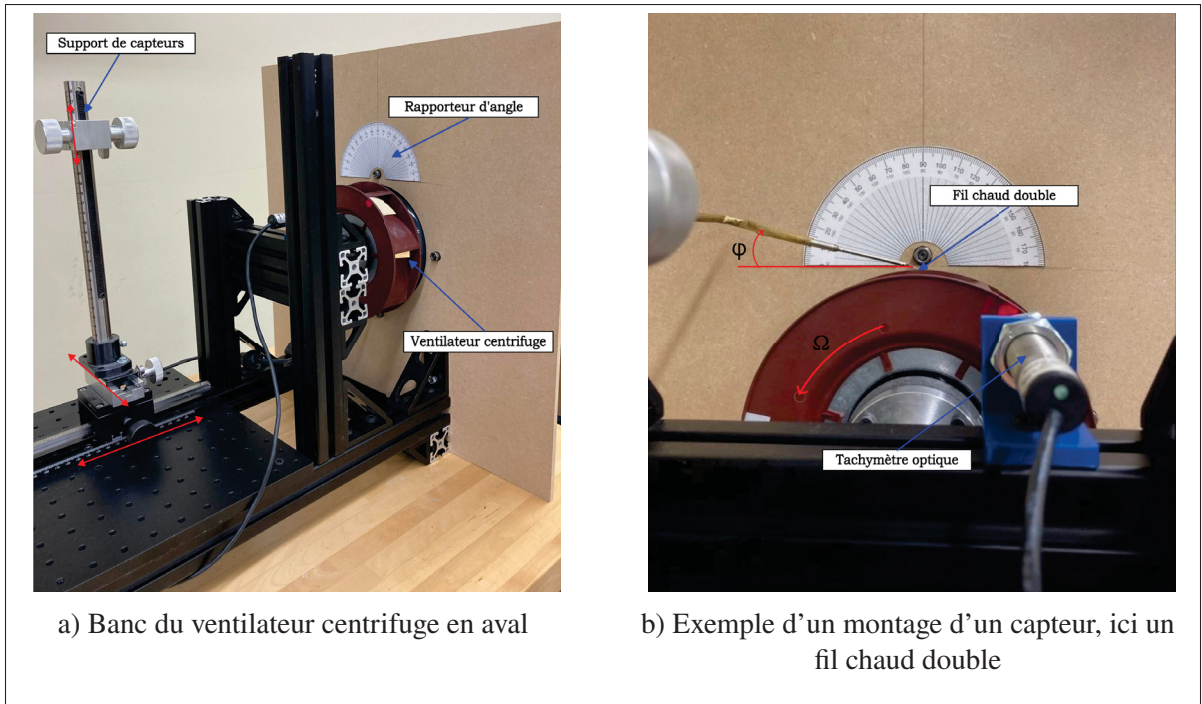 Support de capteurs
Rapporteur d'angle
Ventilateur centrifuge
a) Banc du ventilateur centrifuge en aval
Fil chaud double
φ
Ω
Tachymètre optique
b) Exemple d'un montage d'un capteur, ici un
fil chaud double